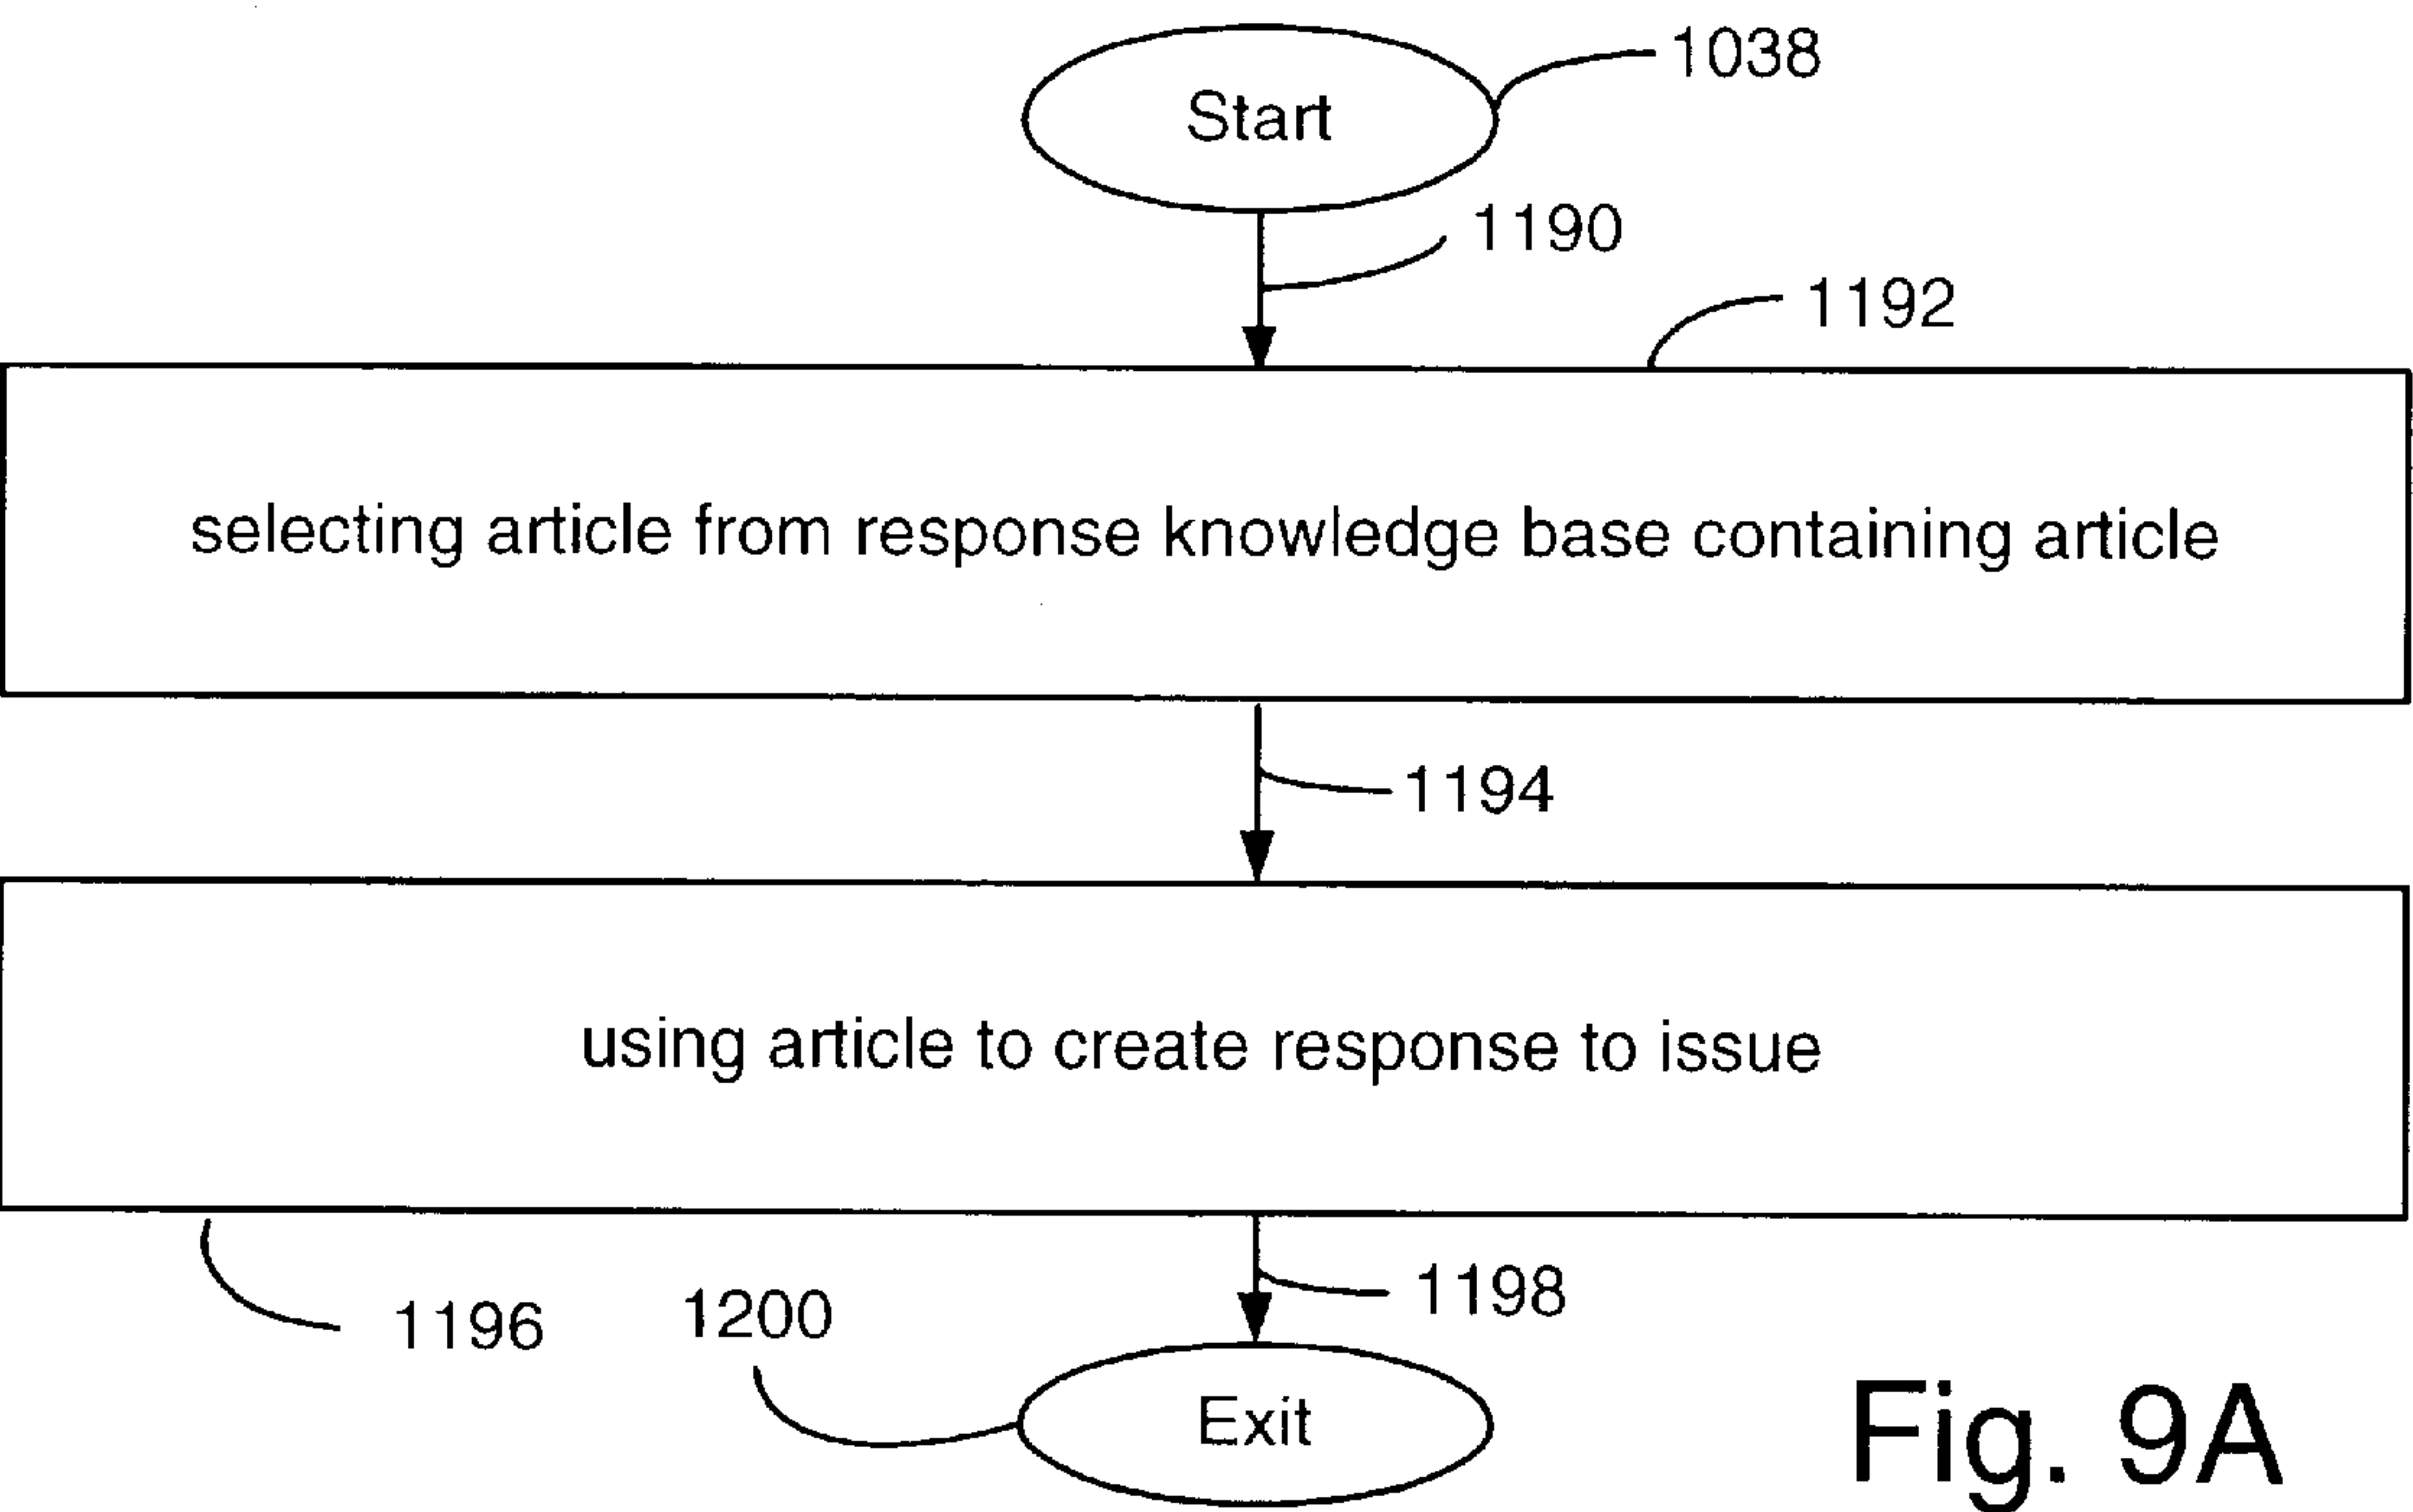 1038
Start
1190
1192
selecting article from response knowledge base containing article
1194
using article to create response to issue
1198
1196
1200
Exit
Fig. 9A